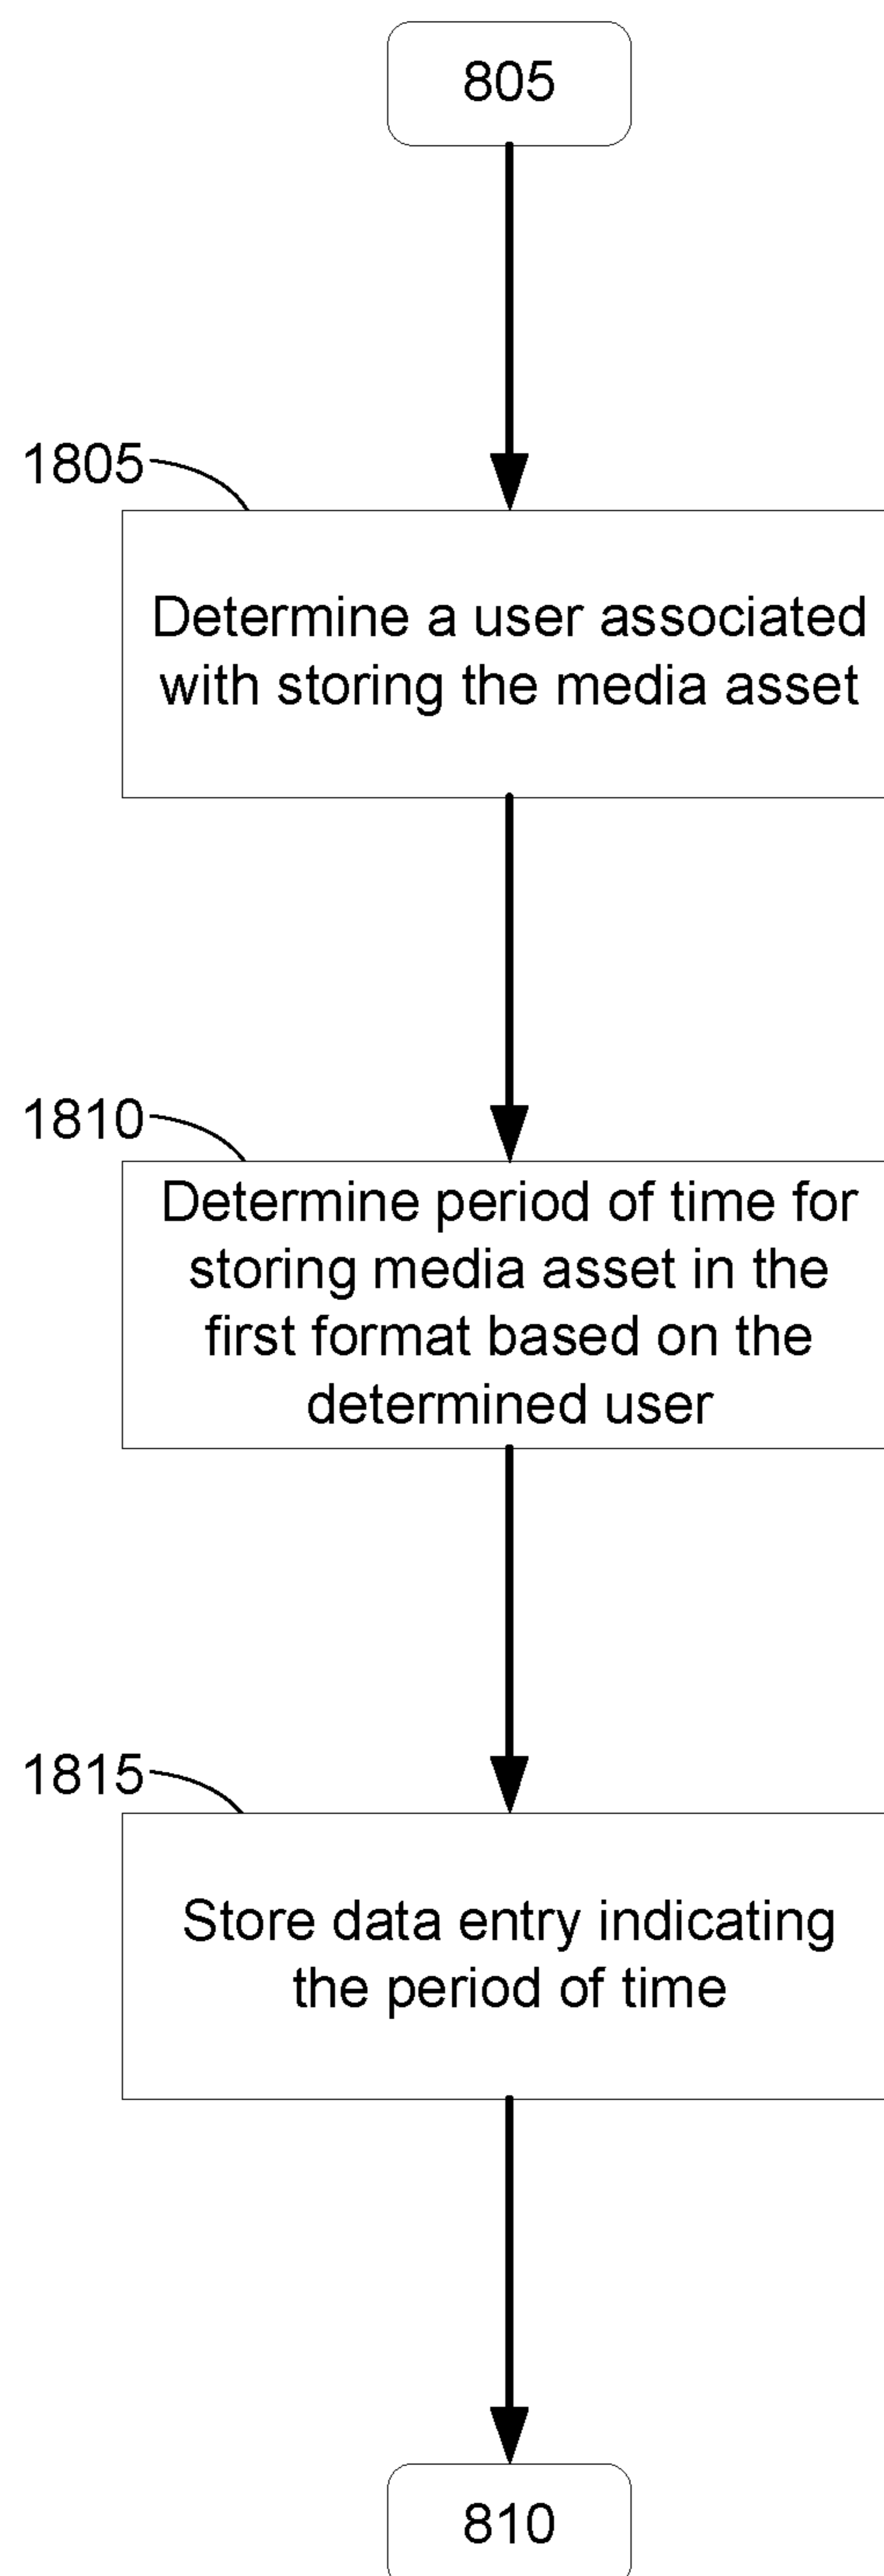 805
1805
Determine a user associated
with storing the media asset
1810
Determine period of time for
storing media asset in the
first format based on the
determined user
1815
Store data entry indicating
the period of time
810